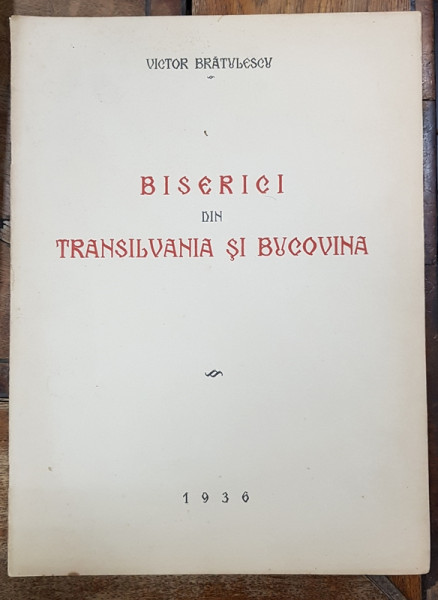 VICTOR BRĂTULESCU
BISERICI
DIN
TRANSILVANIA ŞI BUCOVINA
1936